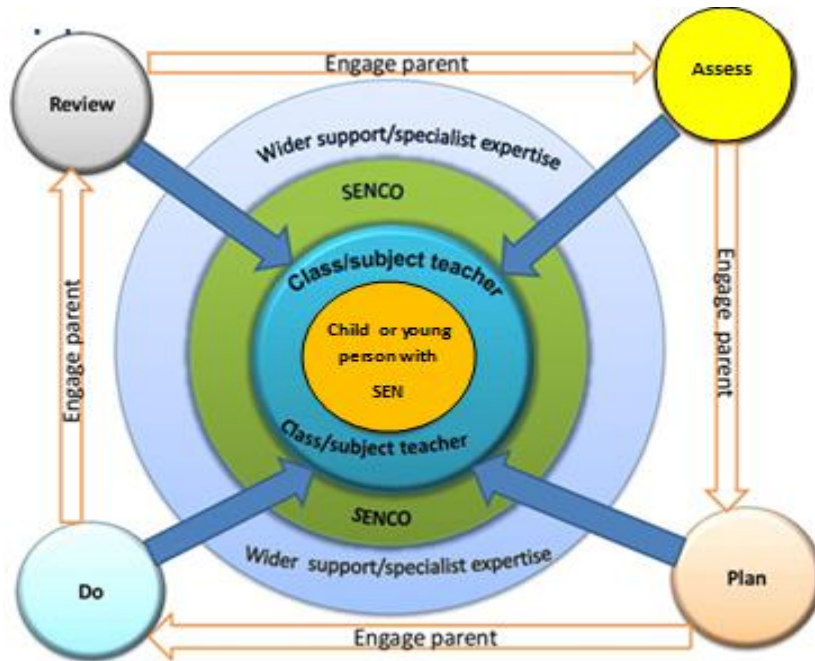 Engage parent
Review
Assess
Wider support/specialist expertise
SENCO
Class/subject teacher
Child or young
person with
SEN
Engage parent
Engage parent
Class/subject teacher
SENCO
Wider support/specialist expertise
Do
Plan
Engage parent